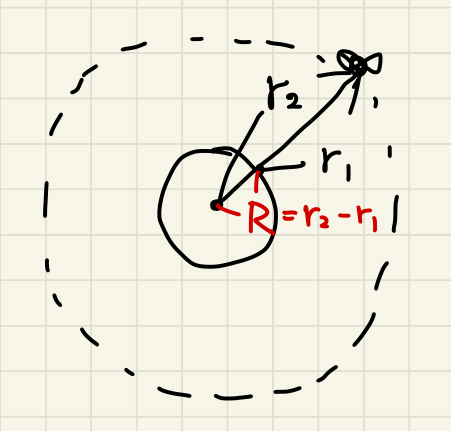 r₂
r₁
R = r₂ - r₁